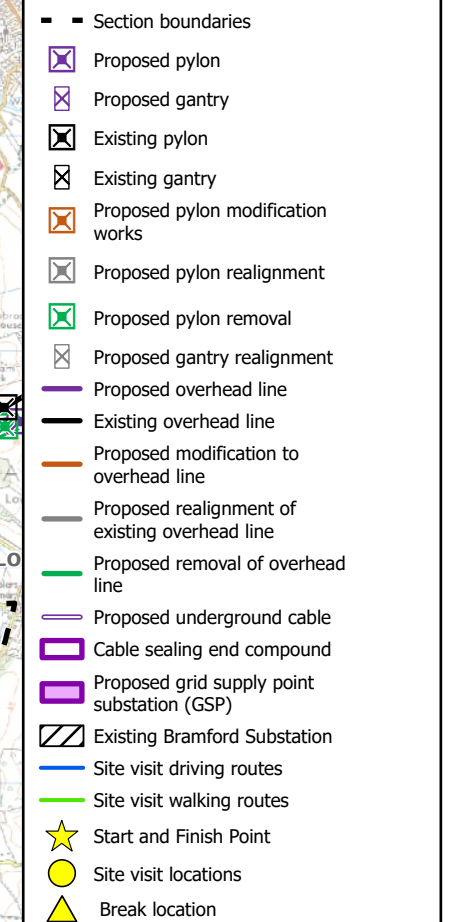 Section boundaries
Proposed pylon
Proposed gantry
Existing pylon
Existing gantry
Proposed pylon modification
works
Proposed pylon realignment
Proposed pylon removal
Proposed gantry realignment
Proposed overhead line
Existing overhead line
Proposed modification to
overhead line
Proposed realignment of
existing overhead line
Proposed removal of overhead
line
Proposed underground cable
Cable sealing end compound
Proposed grid supply point
substation (GSP)
Existing Bramford Substation
Site visit driving routes
Site visit walking routes
Start and Finish Point
Site visit locations
Break location